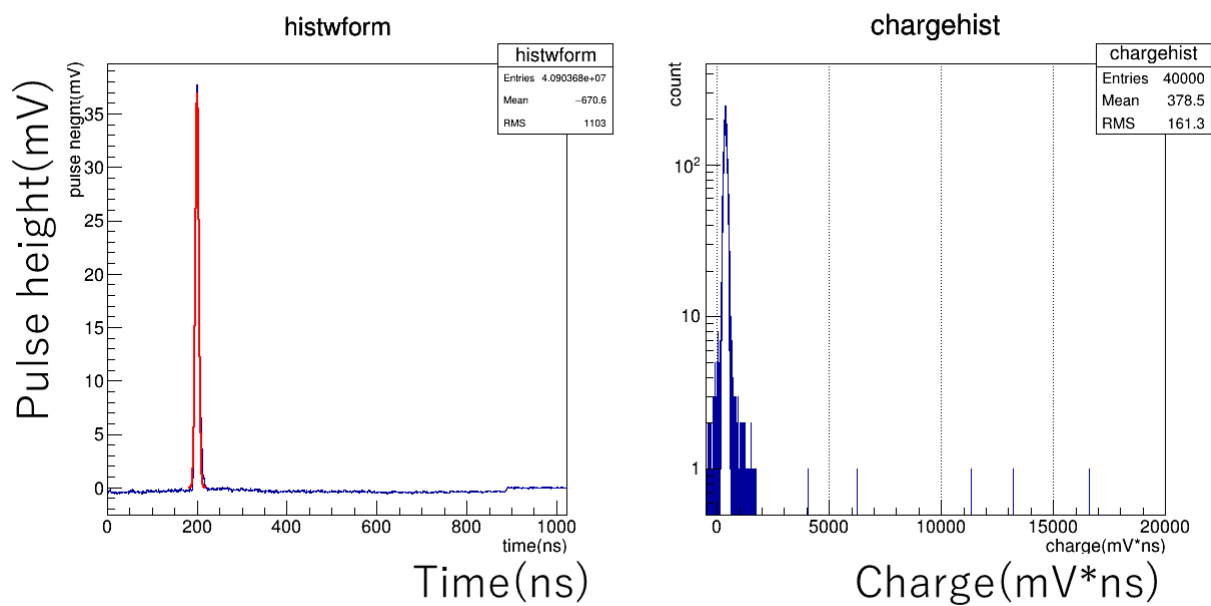 histwform
histwform
Entries 4.090368e+07
Mean −670.6
RMS 1103
pulse neignt(mV)
Pulse height(mV)
35
30
25
20
15
10
5
0
0 200 400 600 800 1000
time(ns)
Time(ns)
chargehist
chargehist
Entries 40000
Mean 378.5
RMS 161.3
count
10²
10
1
0 5000 10000 15000 20000
charge(mV*ns)
Charge(mV*ns)